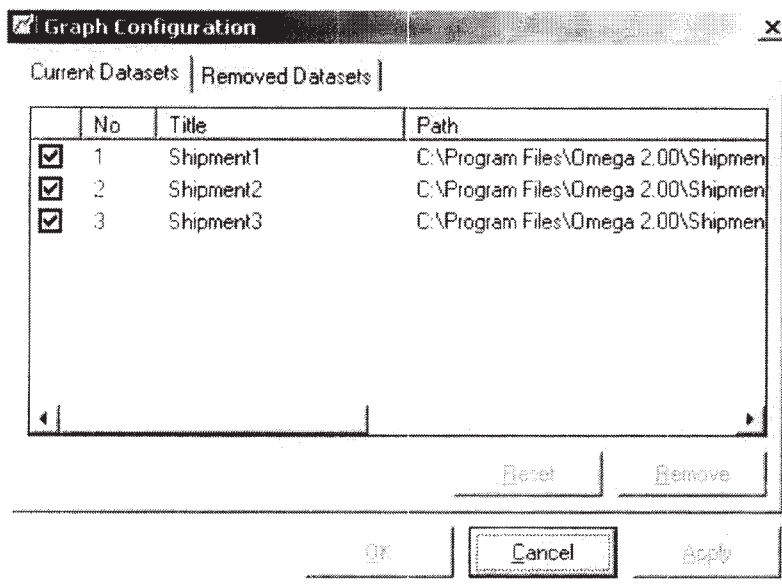 Graph Configuration
Current Datasets Removed Datasets
No Title Path
1 Shipment1 C:\Program Files\Omega 2.00\Shipmen
2 Shipment2 C:\Program Files\Omega 2.00\Shipmen
3 Shipment3 C:\Program Files\Omega 2.00\Shipmen
Reset Remove
OK Cancel Apply